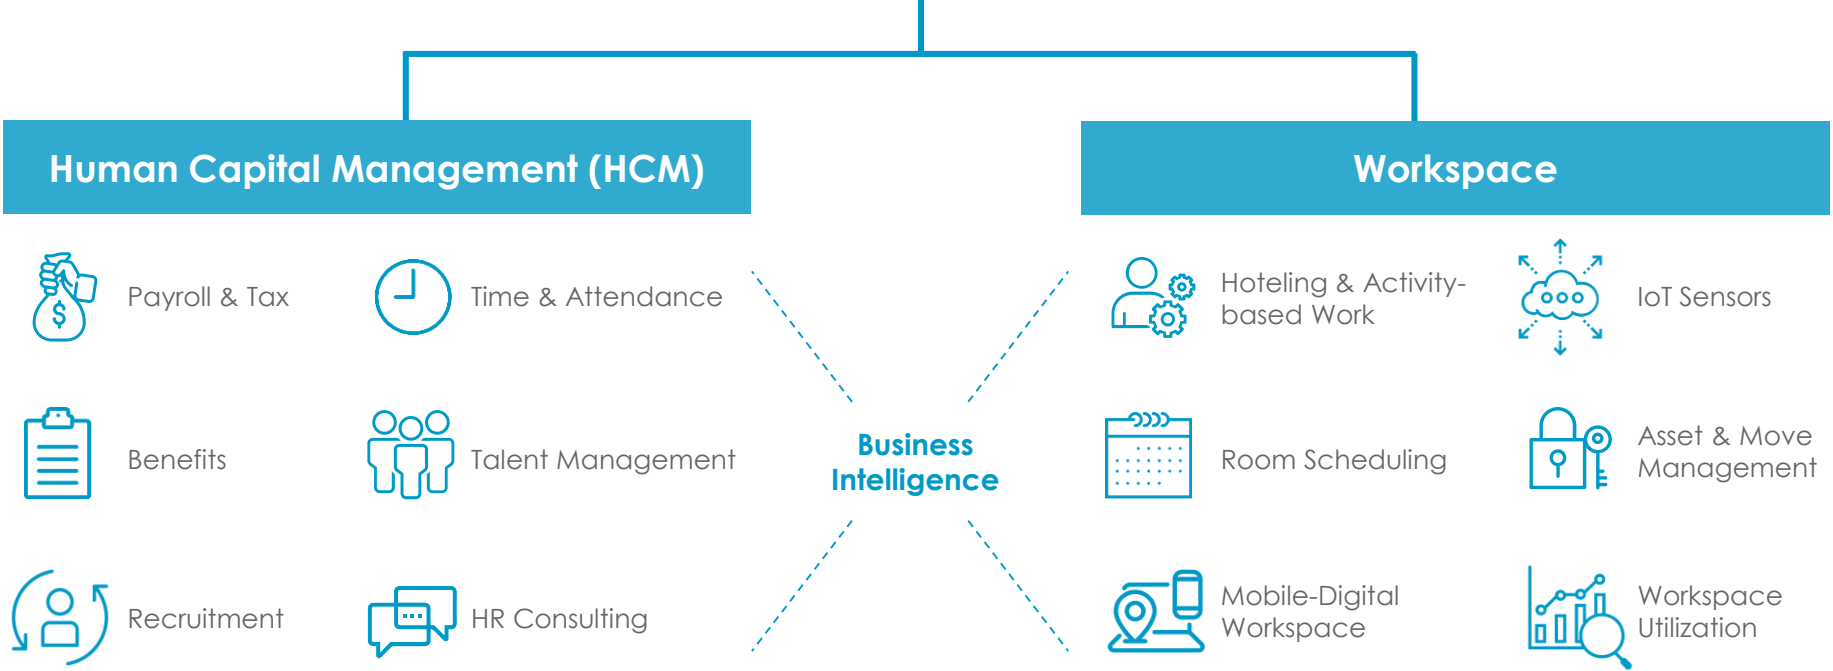 Human Capital Management (HCM)
Payroll & Tax
Time & Attendance
Benefits
Talent Management
Recruitment
HR Consulting
Business
Intelligence
Workspace
Hoteling & Activity-
based Work
IoT Sensors
Room Scheduling
Asset & Move
Management
Mobile-Digital
Workspace
Workspace
Utilization